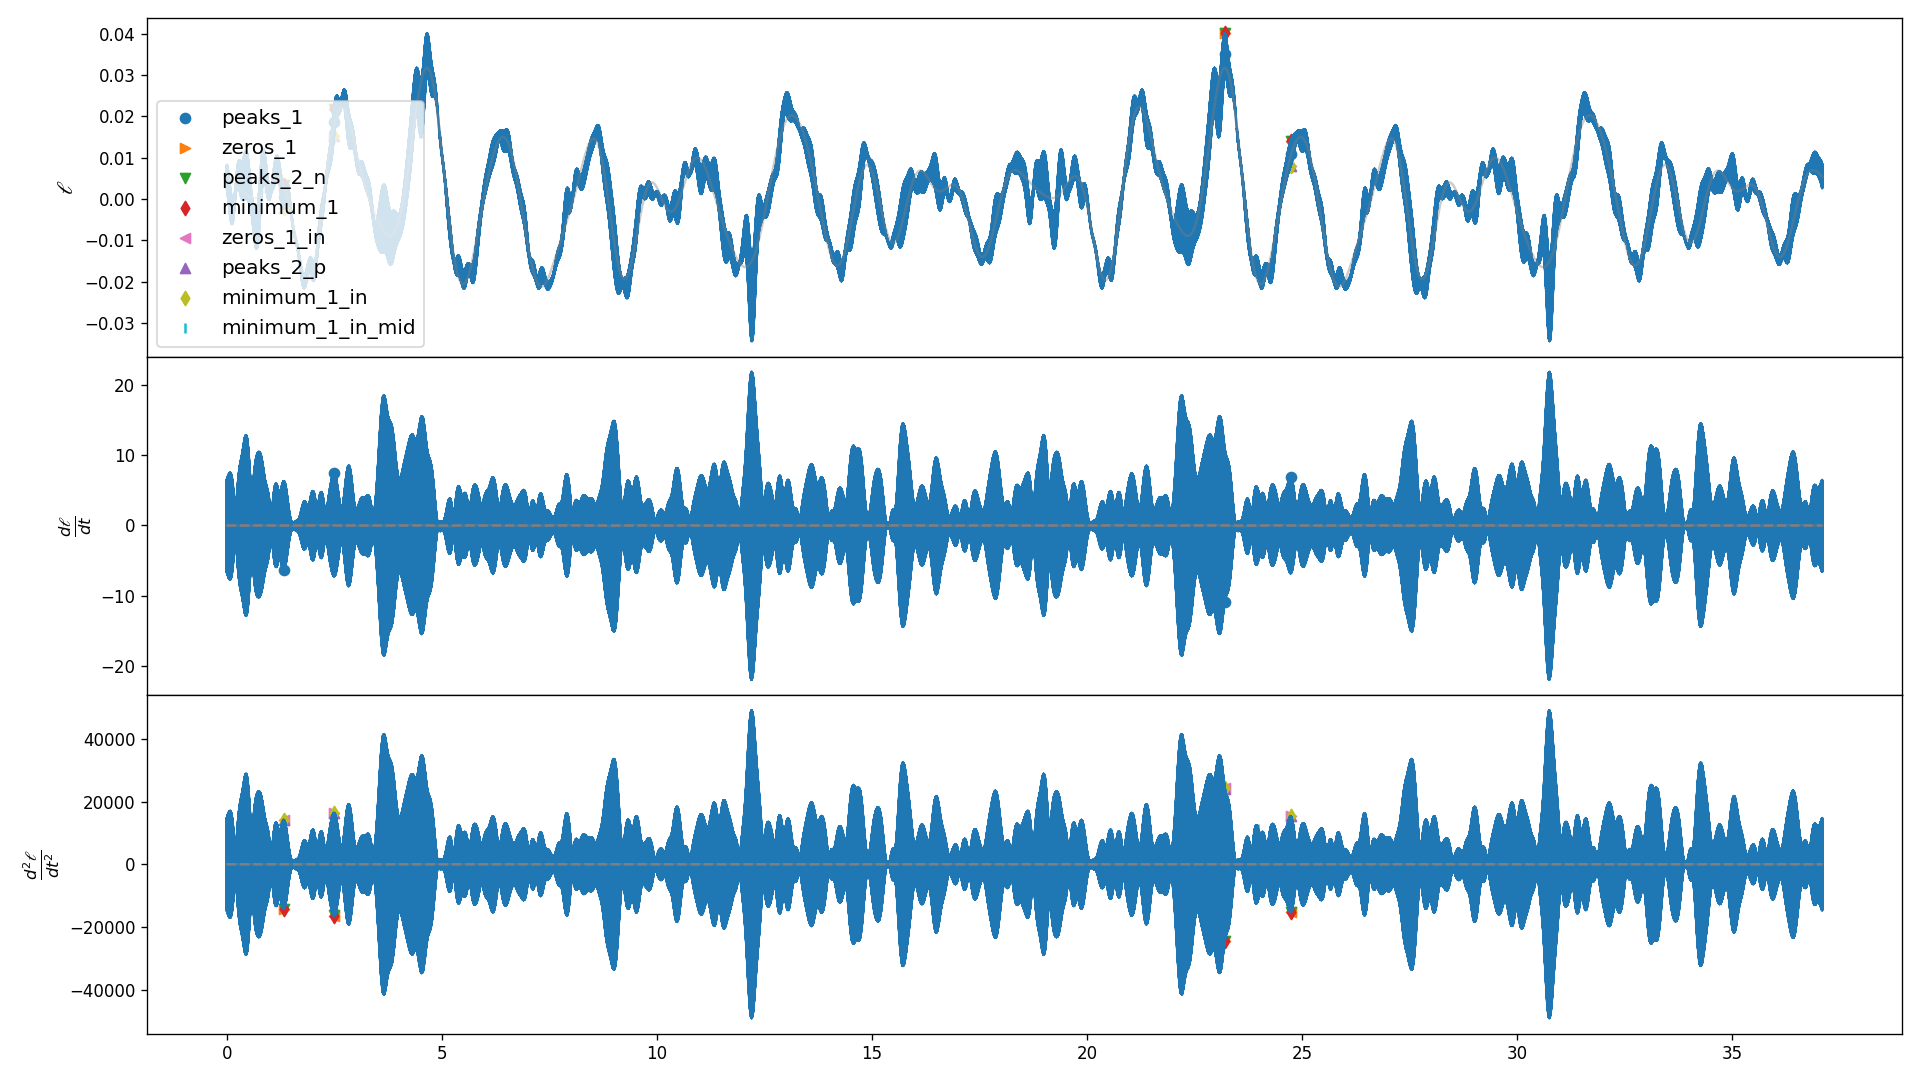 0.04
0.03
0.02
0.01
0.00
−0.01
−0.02
−0.03
ℓ
peaks_1
zeros_1
peaks_2_n
minimum_1
zeros_1_in
peaks_2_p
minimum_1_in
minimum_1_in_mid
20
10
0
−10
−20
dℓ
dt
40000
20000
0
−20000
−40000
d²ℓ
dt²
0 5 10 15 20 25 30 35